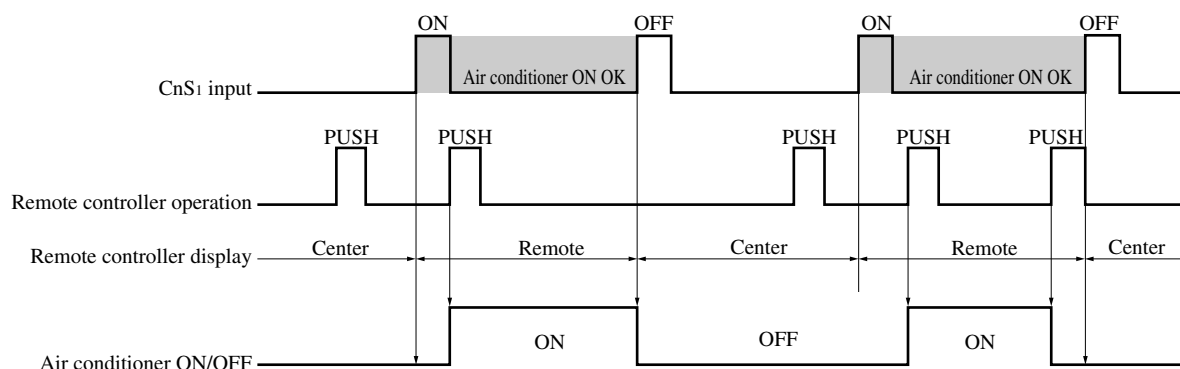 ON OFF ON OFF
Air conditioner ON OK Air conditioner ON OK
CnS1 input
PUSH PUSH PUSH PUSH PUSH
Remote controller operation
Remote controller display Center Remote Center Remote Center
ON OFF ON
Air conditioner ON/OFF